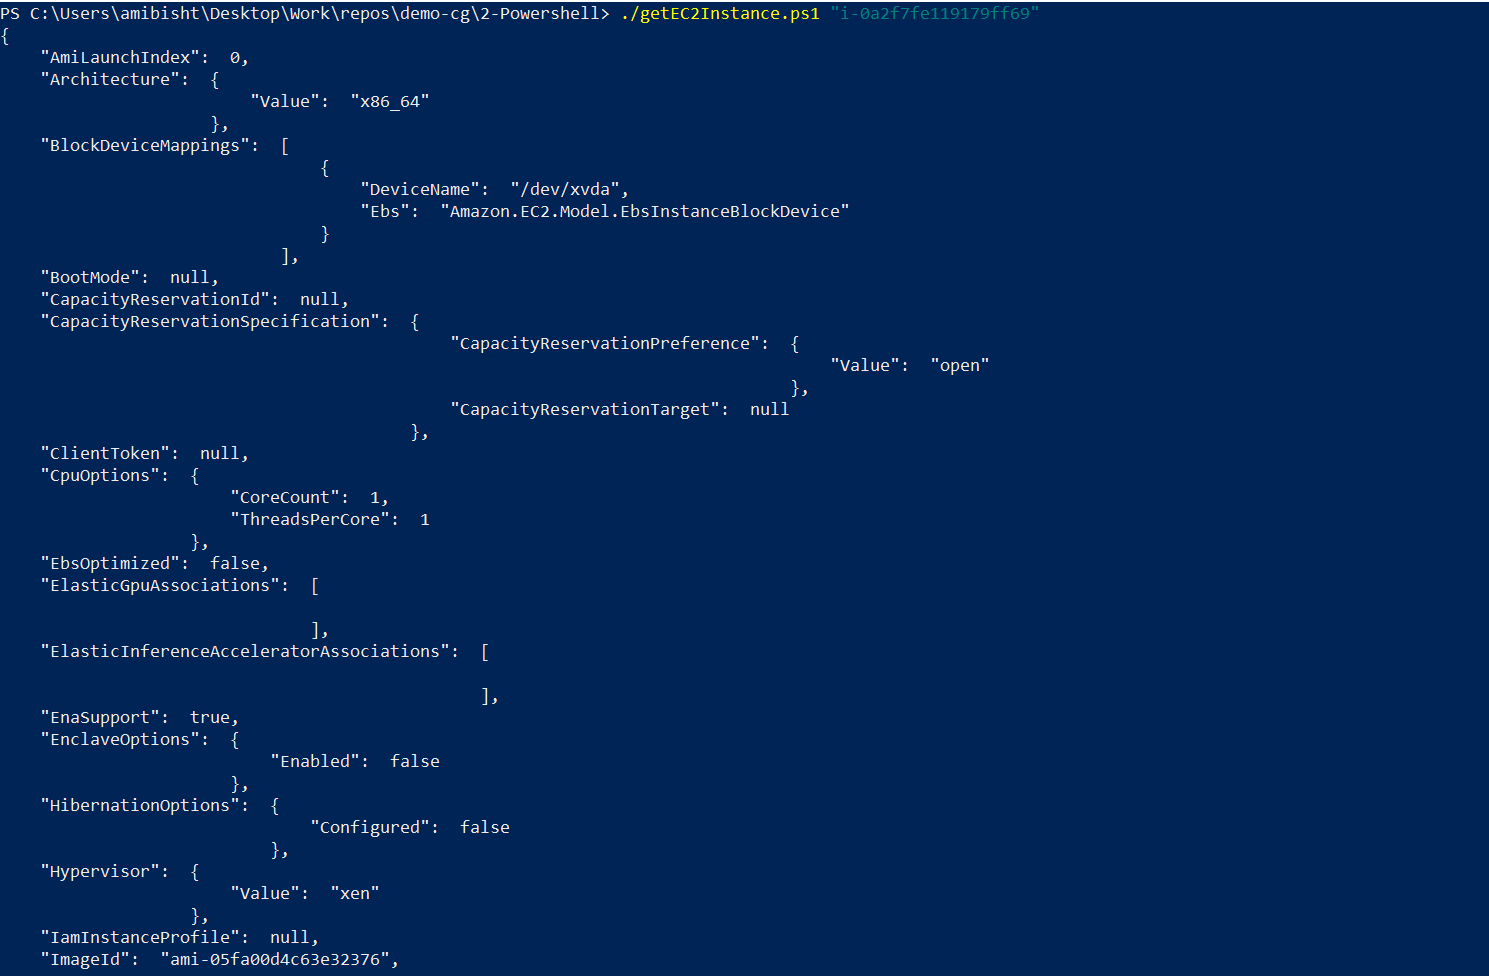 PS C:\Users\amibisht\Desktop\Work\repos\demo-cg\2-Powershell> ./getEC2Instance.ps1 "i-0a2f7fe119179ff69"
{
    "AmiLaunchIndex":  0,
    "Architecture":  {
                         "Value":  "x86_64"
                     },
    "BlockDeviceMappings":  [
                                {
                                    "DeviceName":  "/dev/xvda",
                                    "Ebs":  "Amazon.EC2.Model.EbsInstanceBlockDevice"
                                }
                            ],
    "BootMode":  null,
    "CapacityReservationId":  null,
    "CapacityReservationSpecification":  {
                                             "CapacityReservationPreference":  {
                                                                                   "Value":  "open"
                                                                               },
                                             "CapacityReservationTarget":  null
                                         },
    "ClientToken":  null,
    "CpuOptions":  {
                       "CoreCount":  1,
                       "ThreadsPerCore":  1
                   },
    "EbsOptimized":  false,
    "ElasticGpuAssociations":  [

                               ],
    "ElasticInferenceAcceleratorAssociations":  [

                                                ],
    "EnaSupport":  true,
    "EnclaveOptions":  {
                           "Enabled":  false
                       },
    "HibernationOptions":  {
                               "Configured":  false
                           },
    "Hypervisor":  {
                       "Value":  "xen"
                   },
    "IamInstanceProfile":  null,
    "ImageId":  "ami-05fa00d4c63e32376",